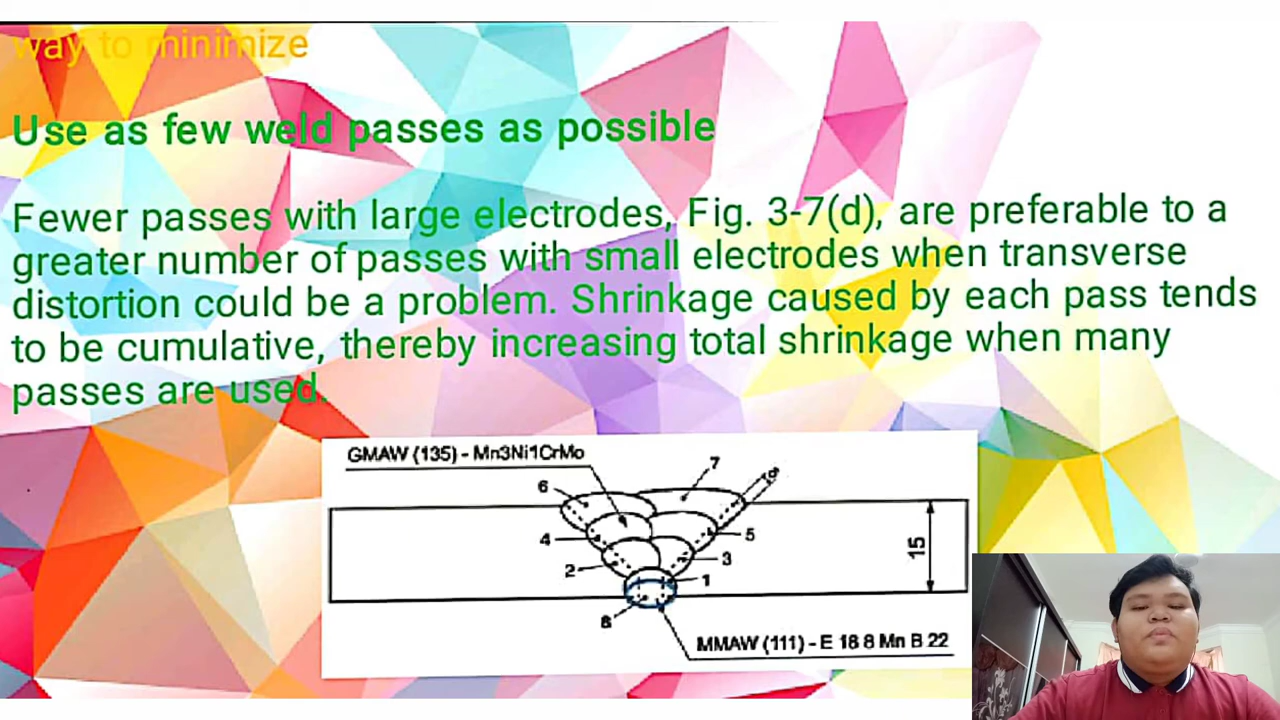 way to minimize
Use as few weld passes as possible
Fewer passes with large electrodes, Fig. 3-7(d), are preferable to a
greater number of passes with small electrodes when transverse
distortion could be a problem. Shrinkage caused by each pass tends
to be cumulative, thereby increasing total shrinkage when many
passes are used.
GMAW (135) - Mn3Ni1CrMo
7
6
4
5
15
2
3
1
8
MMAW (111) - E 18 8 Mn B 22